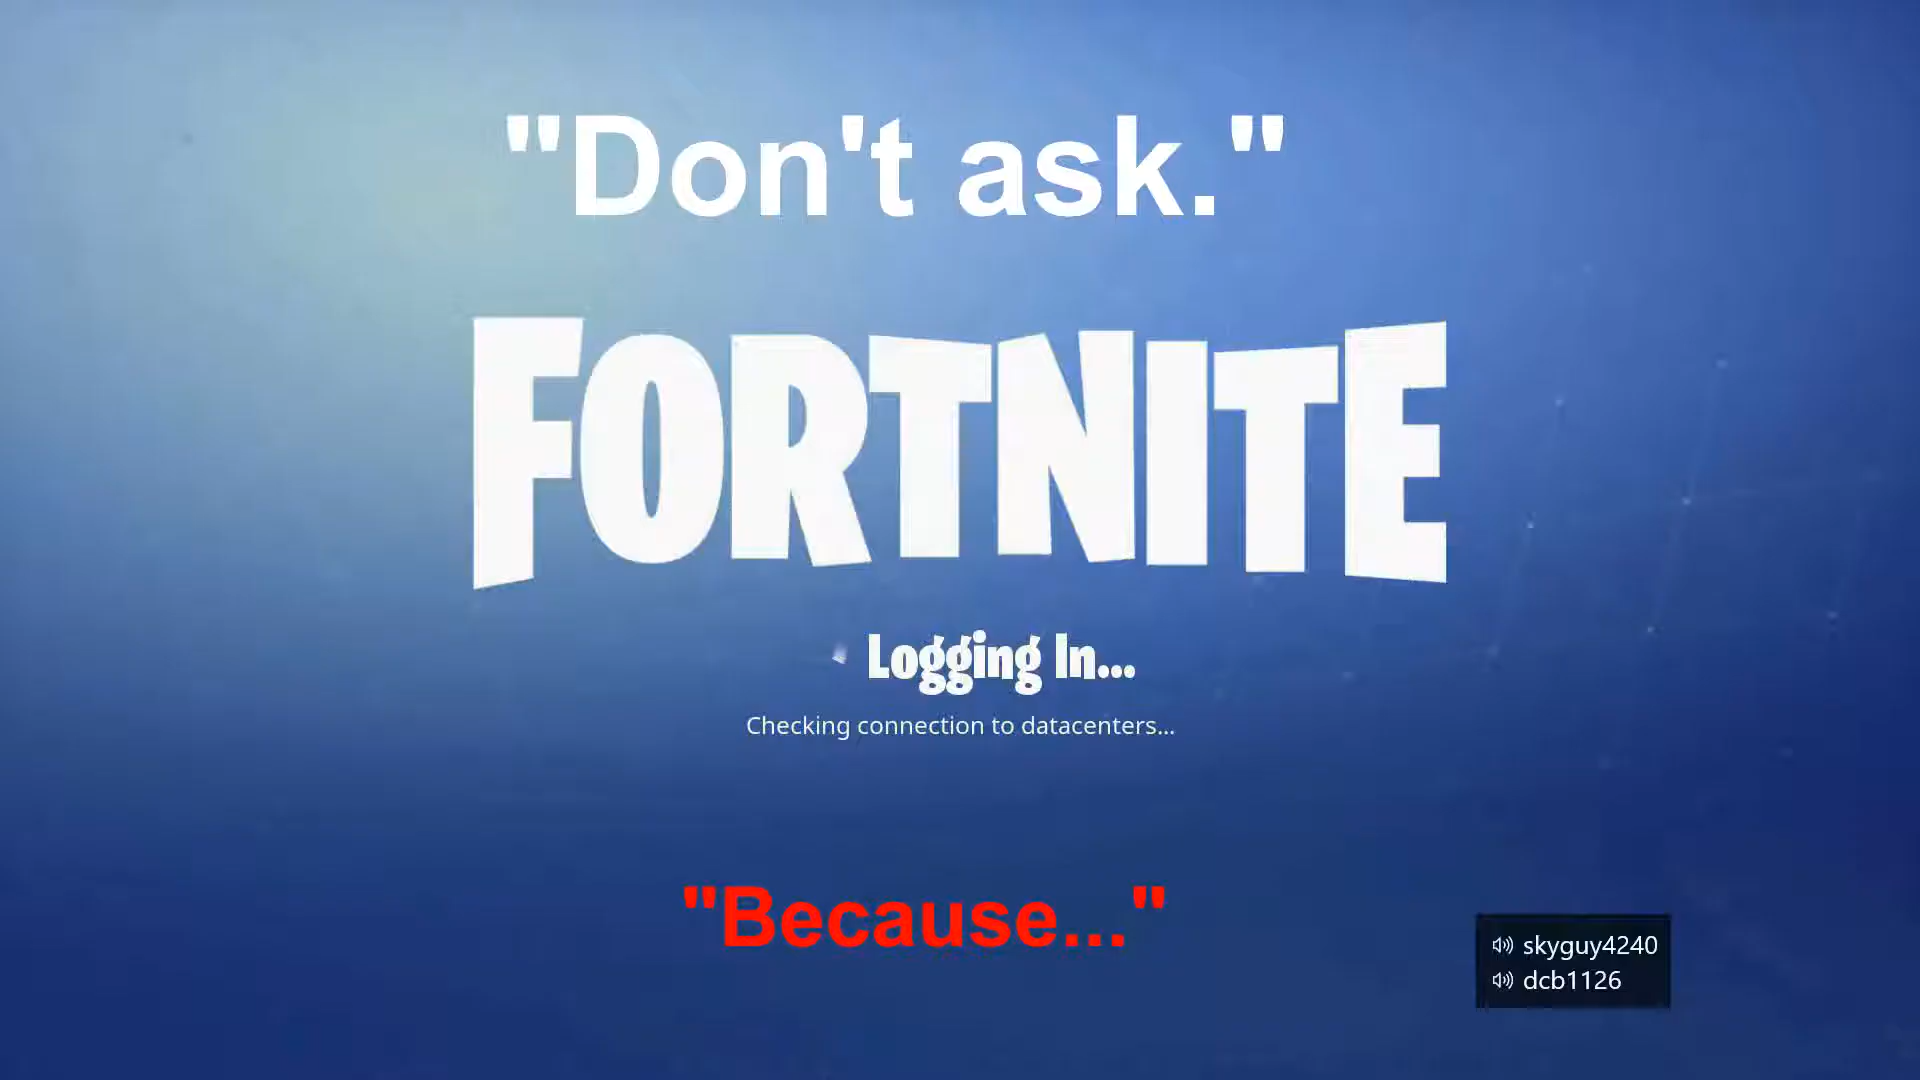 "Don't ask."
FORTNITE
Logging In...
Checking connection to datacenters...
"Because..."
skyguy4240
dcb1126